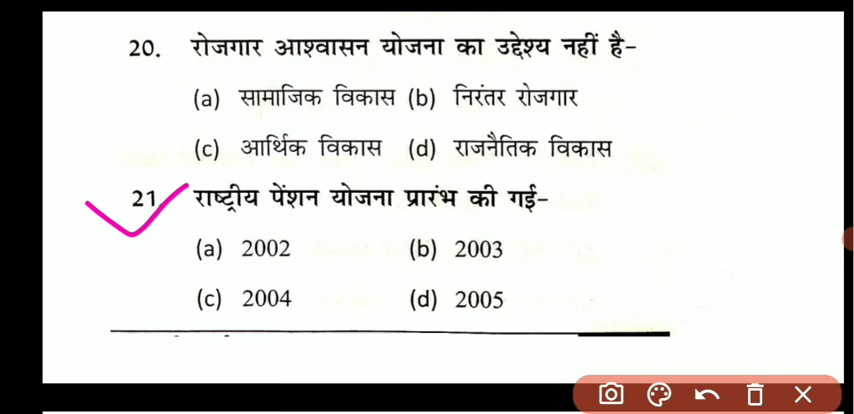 20. रोजगार आश्वासन योजना का उद्देश्य नहीं है-
(a) सामाजिक विकास (b) निरंतर रोजगार
(c) आर्थिक विकास (d) राजनैतिक विकास
21. राष्ट्रीय पेंशन योजना प्रारंभ की गई-
(a) 2002 (b) 2003
(c) 2004 (d) 2005